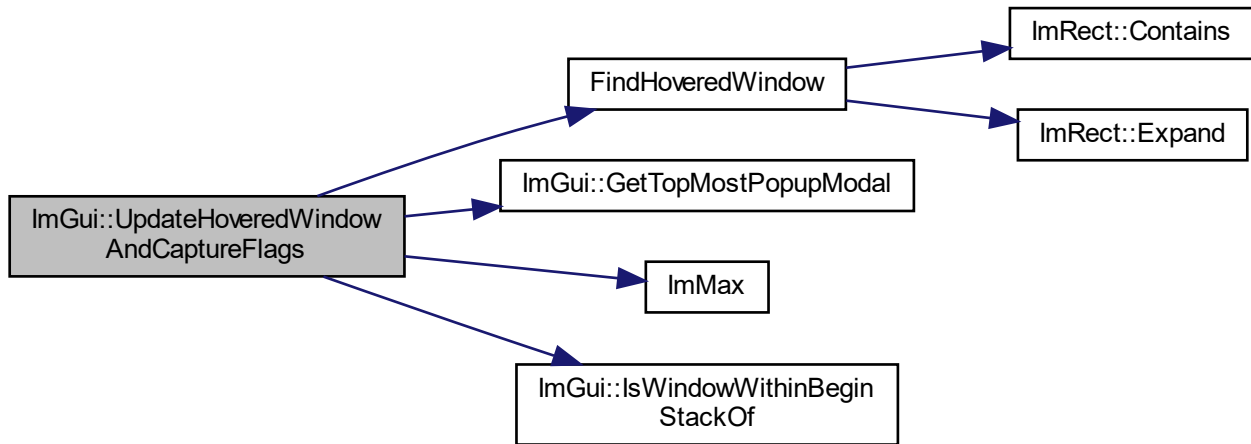 ImRect::Contains
FindHoveredWindow
ImRect::Expand
ImGui::GetTopMostPopupModal
ImGui::UpdateHoveredWindow
AndCaptureFlags
ImMax
ImGui::IsWindowWithinBegin
StackOf